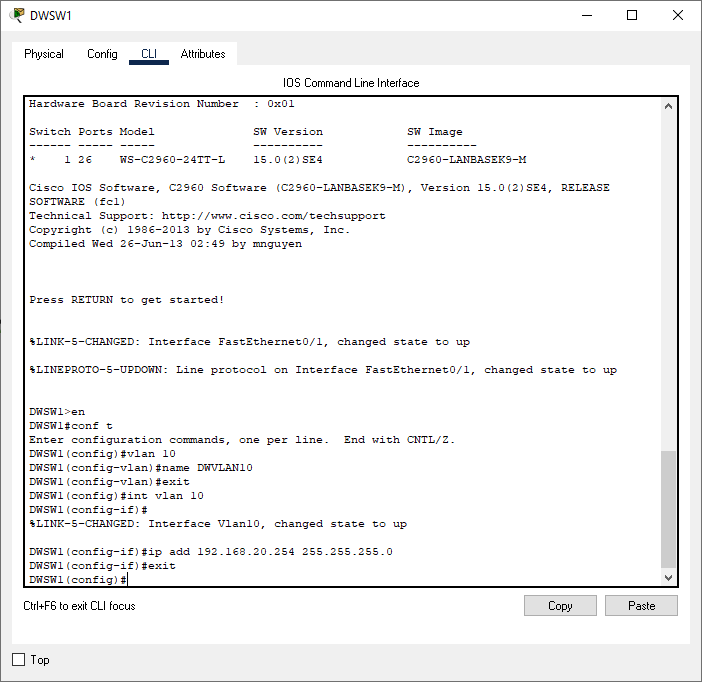 DWSW1
Physical Config CLI Attributes
IOS Command Line Interface
Hardware Board Revision Number  : 0x01
Switch Ports Model              SW Version            SW Image
------ ----- -----              ----------            ----------
*    1 26    WS-C2960-24TT-L    15.0(2)SE4            C2960-LANBASEK9-M
Cisco IOS Software, C2960 Software (C2960-LANBASEK9-M), Version 15.0(2)SE4, RELEASE
SOFTWARE (fc1)
Technical Support: http://www.cisco.com/techsupport
Copyright (c) 1986-2013 by Cisco Systems, Inc.
Compiled Wed 26-Jun-13 02:49 by mnguyen
Press RETURN to get started!
%LINK-5-CHANGED: Interface FastEthernet0/1, changed state to up
%LINEPROTO-5-UPDOWN: Line protocol on Interface FastEthernet0/1, changed state to up
DWSW1>en
DWSW1#conf t
Enter configuration commands, one per line.  End with CNTL/Z.
DWSW1(config)#vlan 10
DWSW1(config-vlan)#name DWVLAN10
DWSW1(config-vlan)#exit
DWSW1(config)#int vlan 10
DWSW1(config-if)#
%LINK-5-CHANGED: Interface Vlan10, changed state to up
DWSW1(config-if)#ip add 192.168.20.254 255.255.255.0
DWSW1(config-if)#exit
DWSW1(config)#
Ctrl+F6 to exit CLI focus
Copy Paste
Top